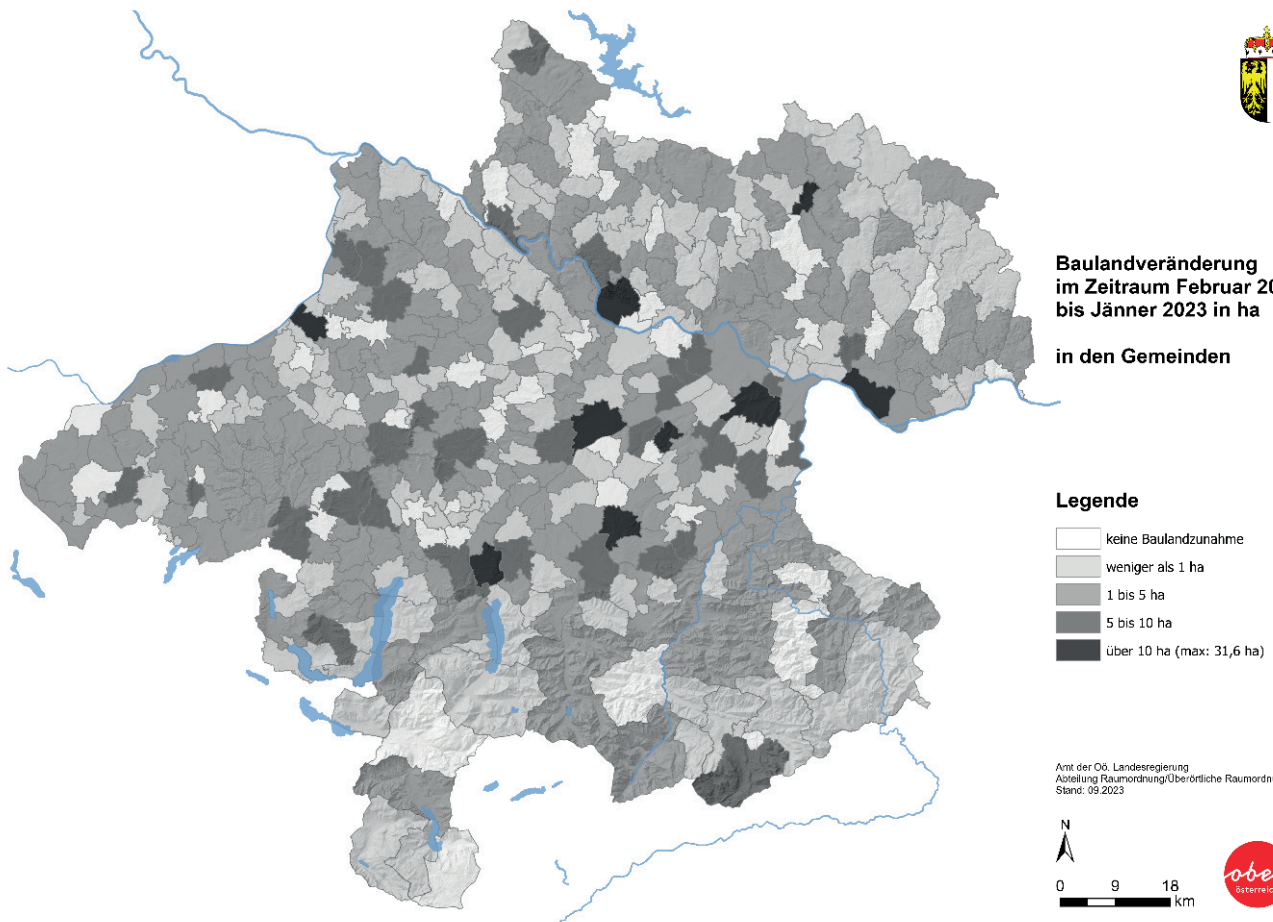 Baulandveränderung
im Zeitraum Februar 20
bis Jänner 2023 in ha
in den Gemeinden
Legende
keine Baulandzunahme
weniger als 1 ha
1 bis 5 ha
5 bis 10 ha
über 10 ha (max: 31,6 ha)
Amt der Oö. Landesregierung
Abteilung Raumordnung/Überörtliche Raumordnu
Stand: 09.2023
N
0 9 18
km
obe
österreic